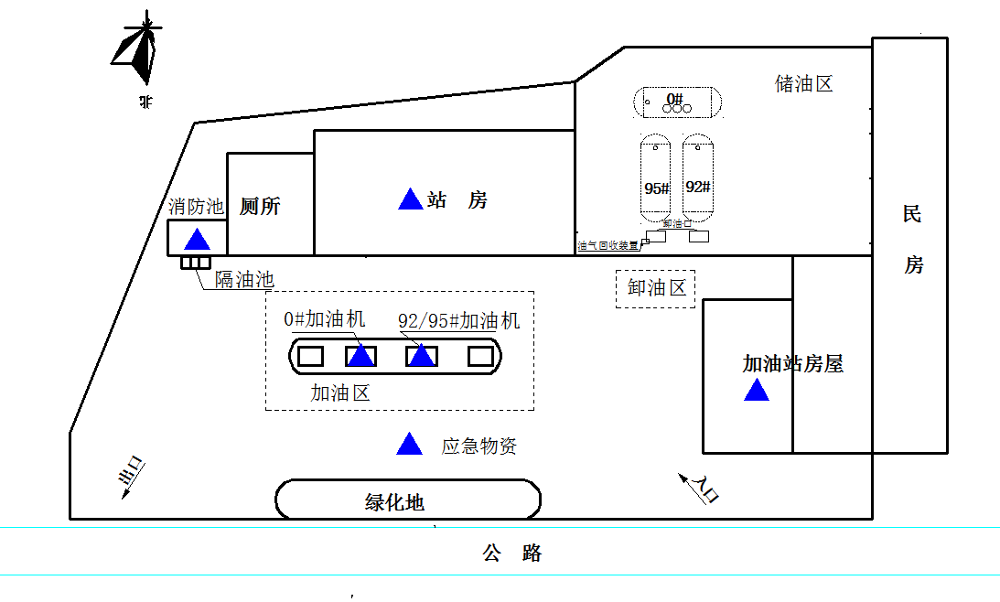 北
储油区
0#
95#
92#
卸油口
油气回收装置
消防池
厕所
站 房
民
房
隔油池
卸油区
0#加油机
92/95#加油机
加油区
加油站房屋
应急物资
出口
入口
绿化地
公 路